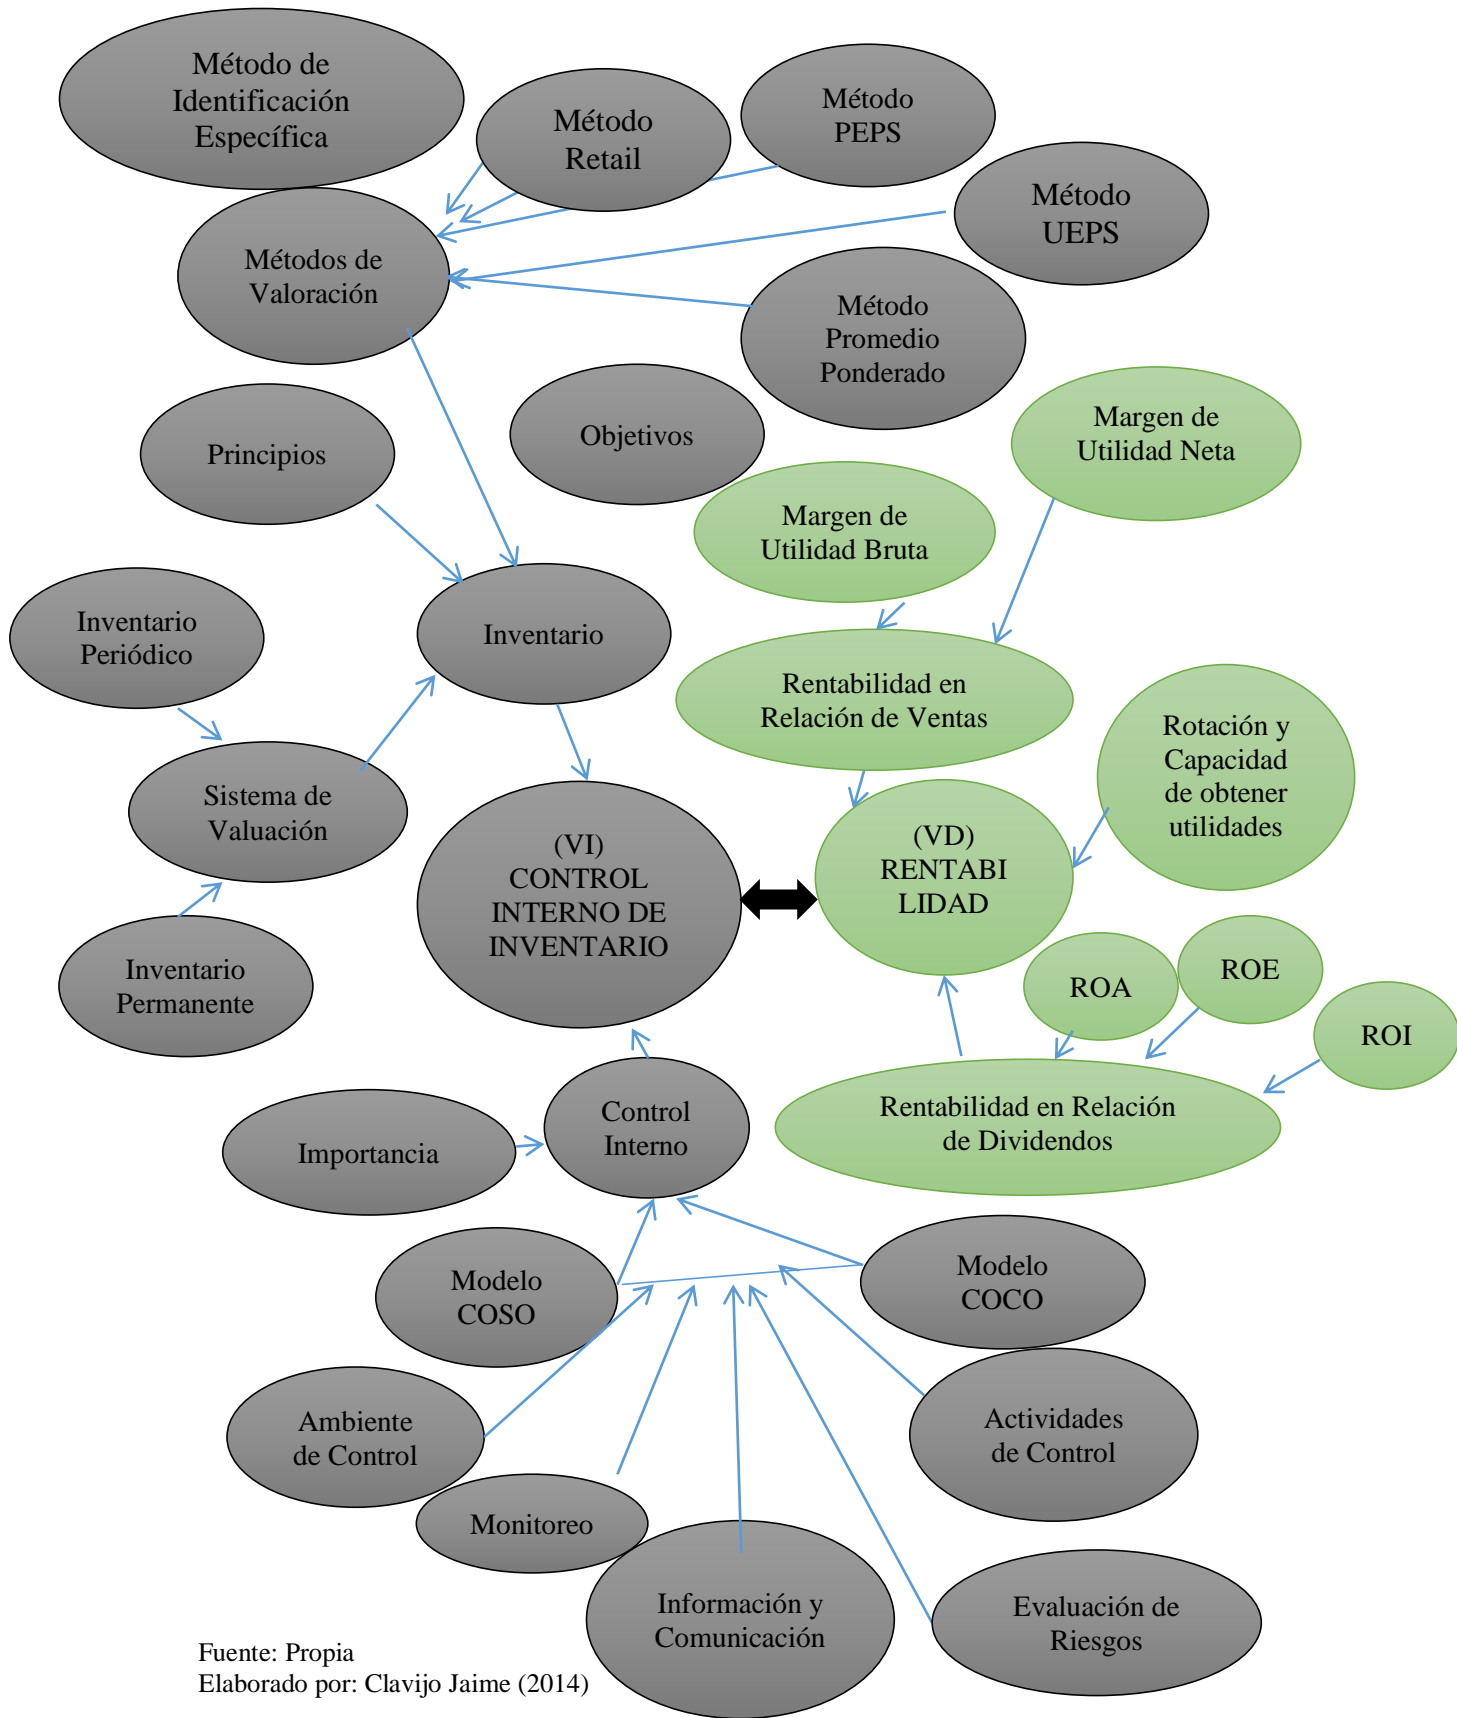 Método de
Identificación
Específica
Método
Retail
Método
PEPS
Método
UEPS
Métodos de
Valoración
Método
Promedio
Ponderado
Objetivos
Principios
Margen de
Utilidad Neta
Margen de
Utilidad Bruta
Inventario
Periódico
Inventario
Rentabilidad en
Relación de Ventas
Rotación y
Capacidad
de obtener
utilidades
Sistema de
Valuación
(VI)
CONTROL
INTERNO DE
INVENTARIO
(VD)
RENTABI
LIDAD
Inventario
Permanente
ROA
ROE
ROI
Control
Interno
Rentabilidad en Relación
de Dividendos
Importancia
Modelo
COSO
Modelo
COCO
Ambiente
de Control
Actividades
de Control
Monitoreo
Información y
Comunicación
Evaluación de
Riesgos
Fuente: Propia
Elaborado por: Clavijo Jaime (2014)